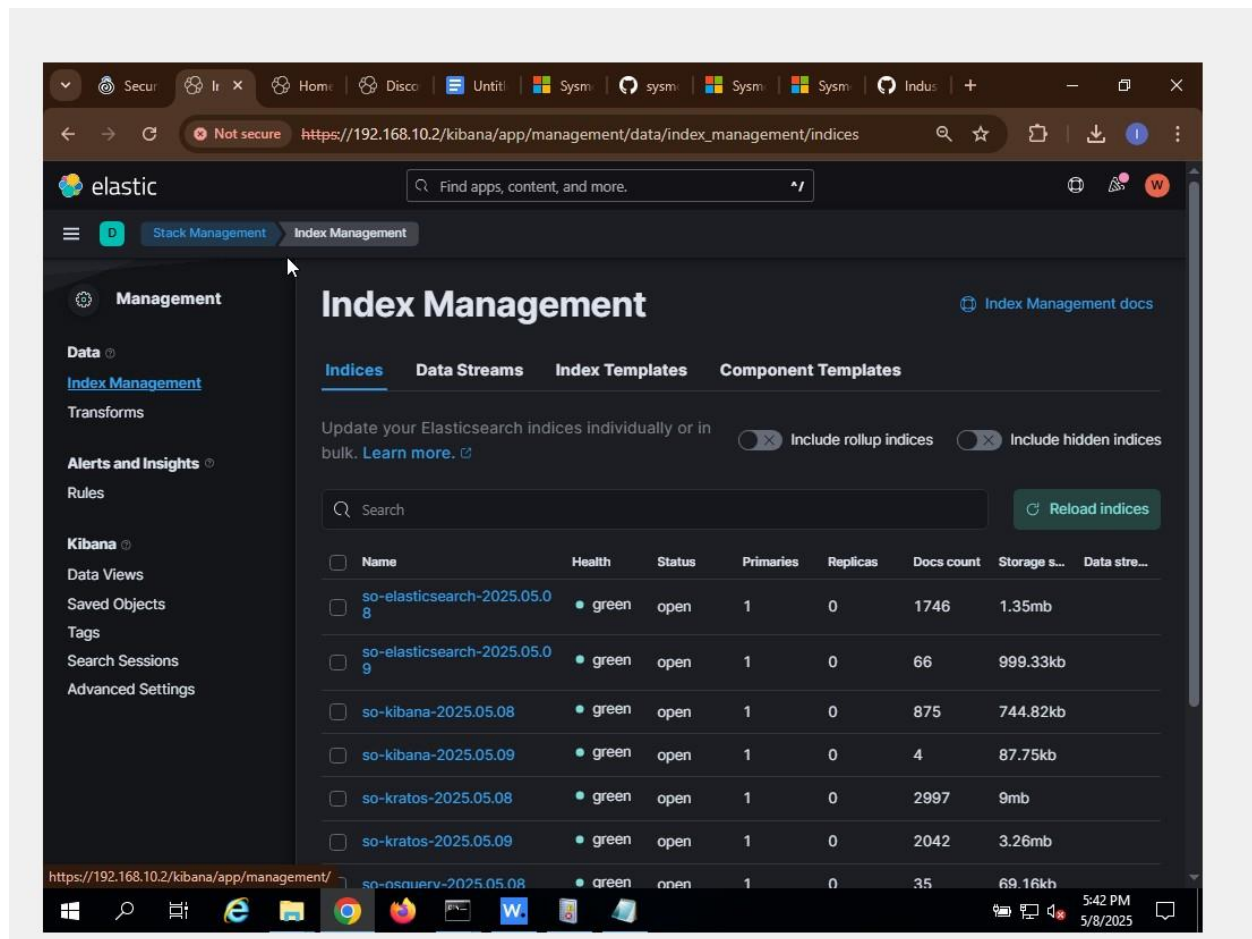 Secur
Ir
Home
Disco
Untitl
Sysm
sysm
Sysm
Sysm
Indus
Not secure
https://192.168.10.2/kibana/app/management/data/index_management/indices
I
elastic
Find apps, content, and more.
^/
W
D
Stack Management
Index Management
Management
Data
Index Management
Transforms
Alerts and Insights
Rules
Kibana
Data Views
Saved Objects
Tags
Search Sessions
Advanced Settings
Index Management
Index Management docs
Indices Data Streams Index Templates Component Templates
Update your Elasticsearch indices individually or in
bulk. Learn more.
Include rollup indices
Include hidden indices
Search
Reload indices
Name Health Status Primaries Replicas Docs count Storage s... Data stre...
so-elasticsearch-2025.05.0
8 green open 1 0 1746 1.35mb
so-elasticsearch-2025.05.0
9 green open 1 0 66 999.33kb
so-kibana-2025.05.08 green open 1 0 875 744.82kb
so-kibana-2025.05.09 green open 1 0 4 87.75kb
so-kratos-2025.05.08 green open 1 0 2997 9mb
so-kratos-2025.05.09 green open 1 0 2042 3.26mb
so-osquery-2025.05.08 green open 1 0 35 69.16kb
https://192.168.10.2/kibana/app/management/
W.
5:42 PM
5/8/2025